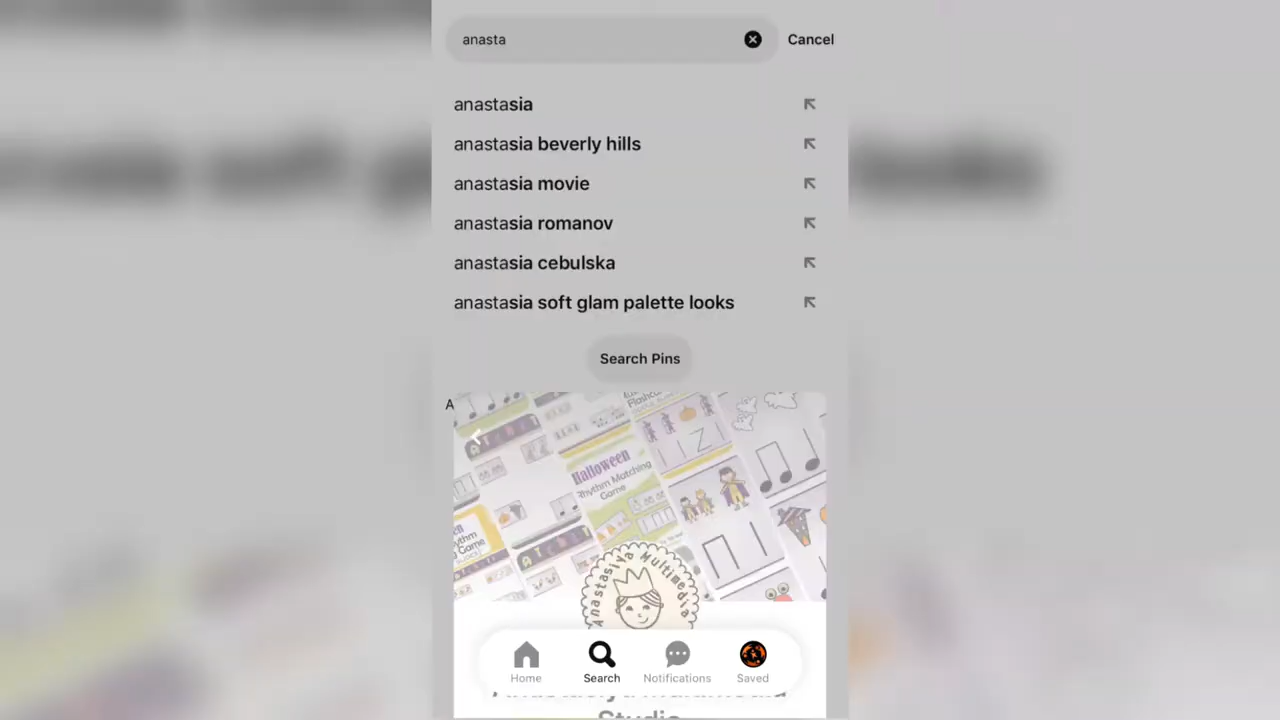 anasta
Cancel
anastasia
anastasia beverly hills
anastasia movie
anastasia romanov
anastasia cebulska
anastasia soft glam palette looks
Search Pins
A
Halloween
Rhythm Matching
Game
Anastasiya Multimedia
Home
Search
Notifications
Saved